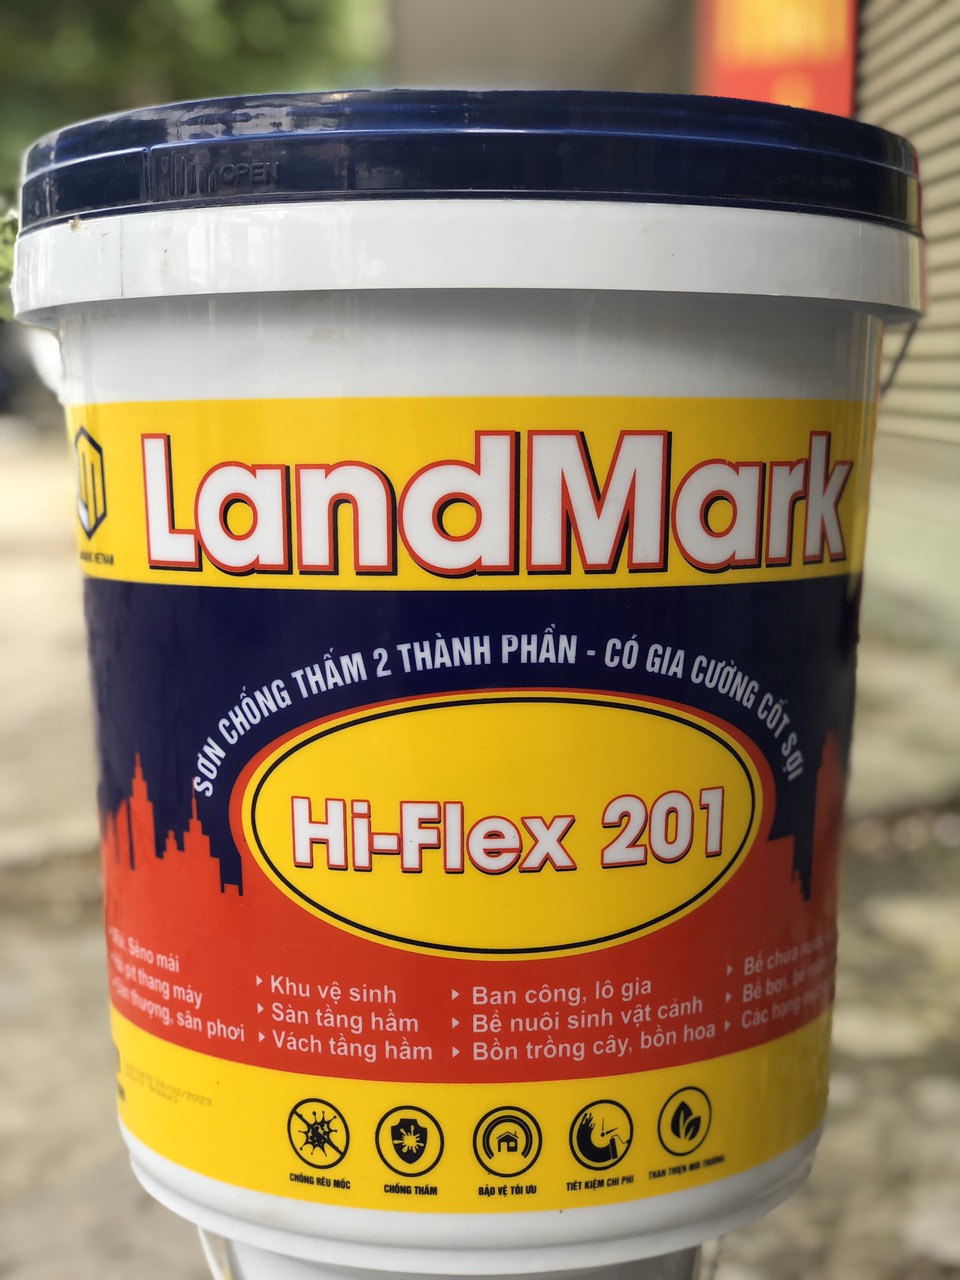 OPEN
LandMark
VIETNAM
SƠN CHỐNG THẤM 2 THÀNH PHẦN - CÓ GIA CƯỜNG CỐT SỢI
Hi-Flex 201
Sêno mái
pít thang máy
thượng, sân phơi
Khu vệ sinh
Sàn tầng hầm
Vách tầng hầm
Ban công, lô gia
Bể nuôi sinh vật cảnh
Bồn trồng cây, bồn hoa
Bể chứa
Bể bơi, bể
Các hạng
CHỐNG RÊU MỐC
CHỐNG THẤM
BẢO VỆ TỐI ƯU
TIẾT KIỆM CHI PHÍ
THÂN THIỆN MÔI TRƯỜNG